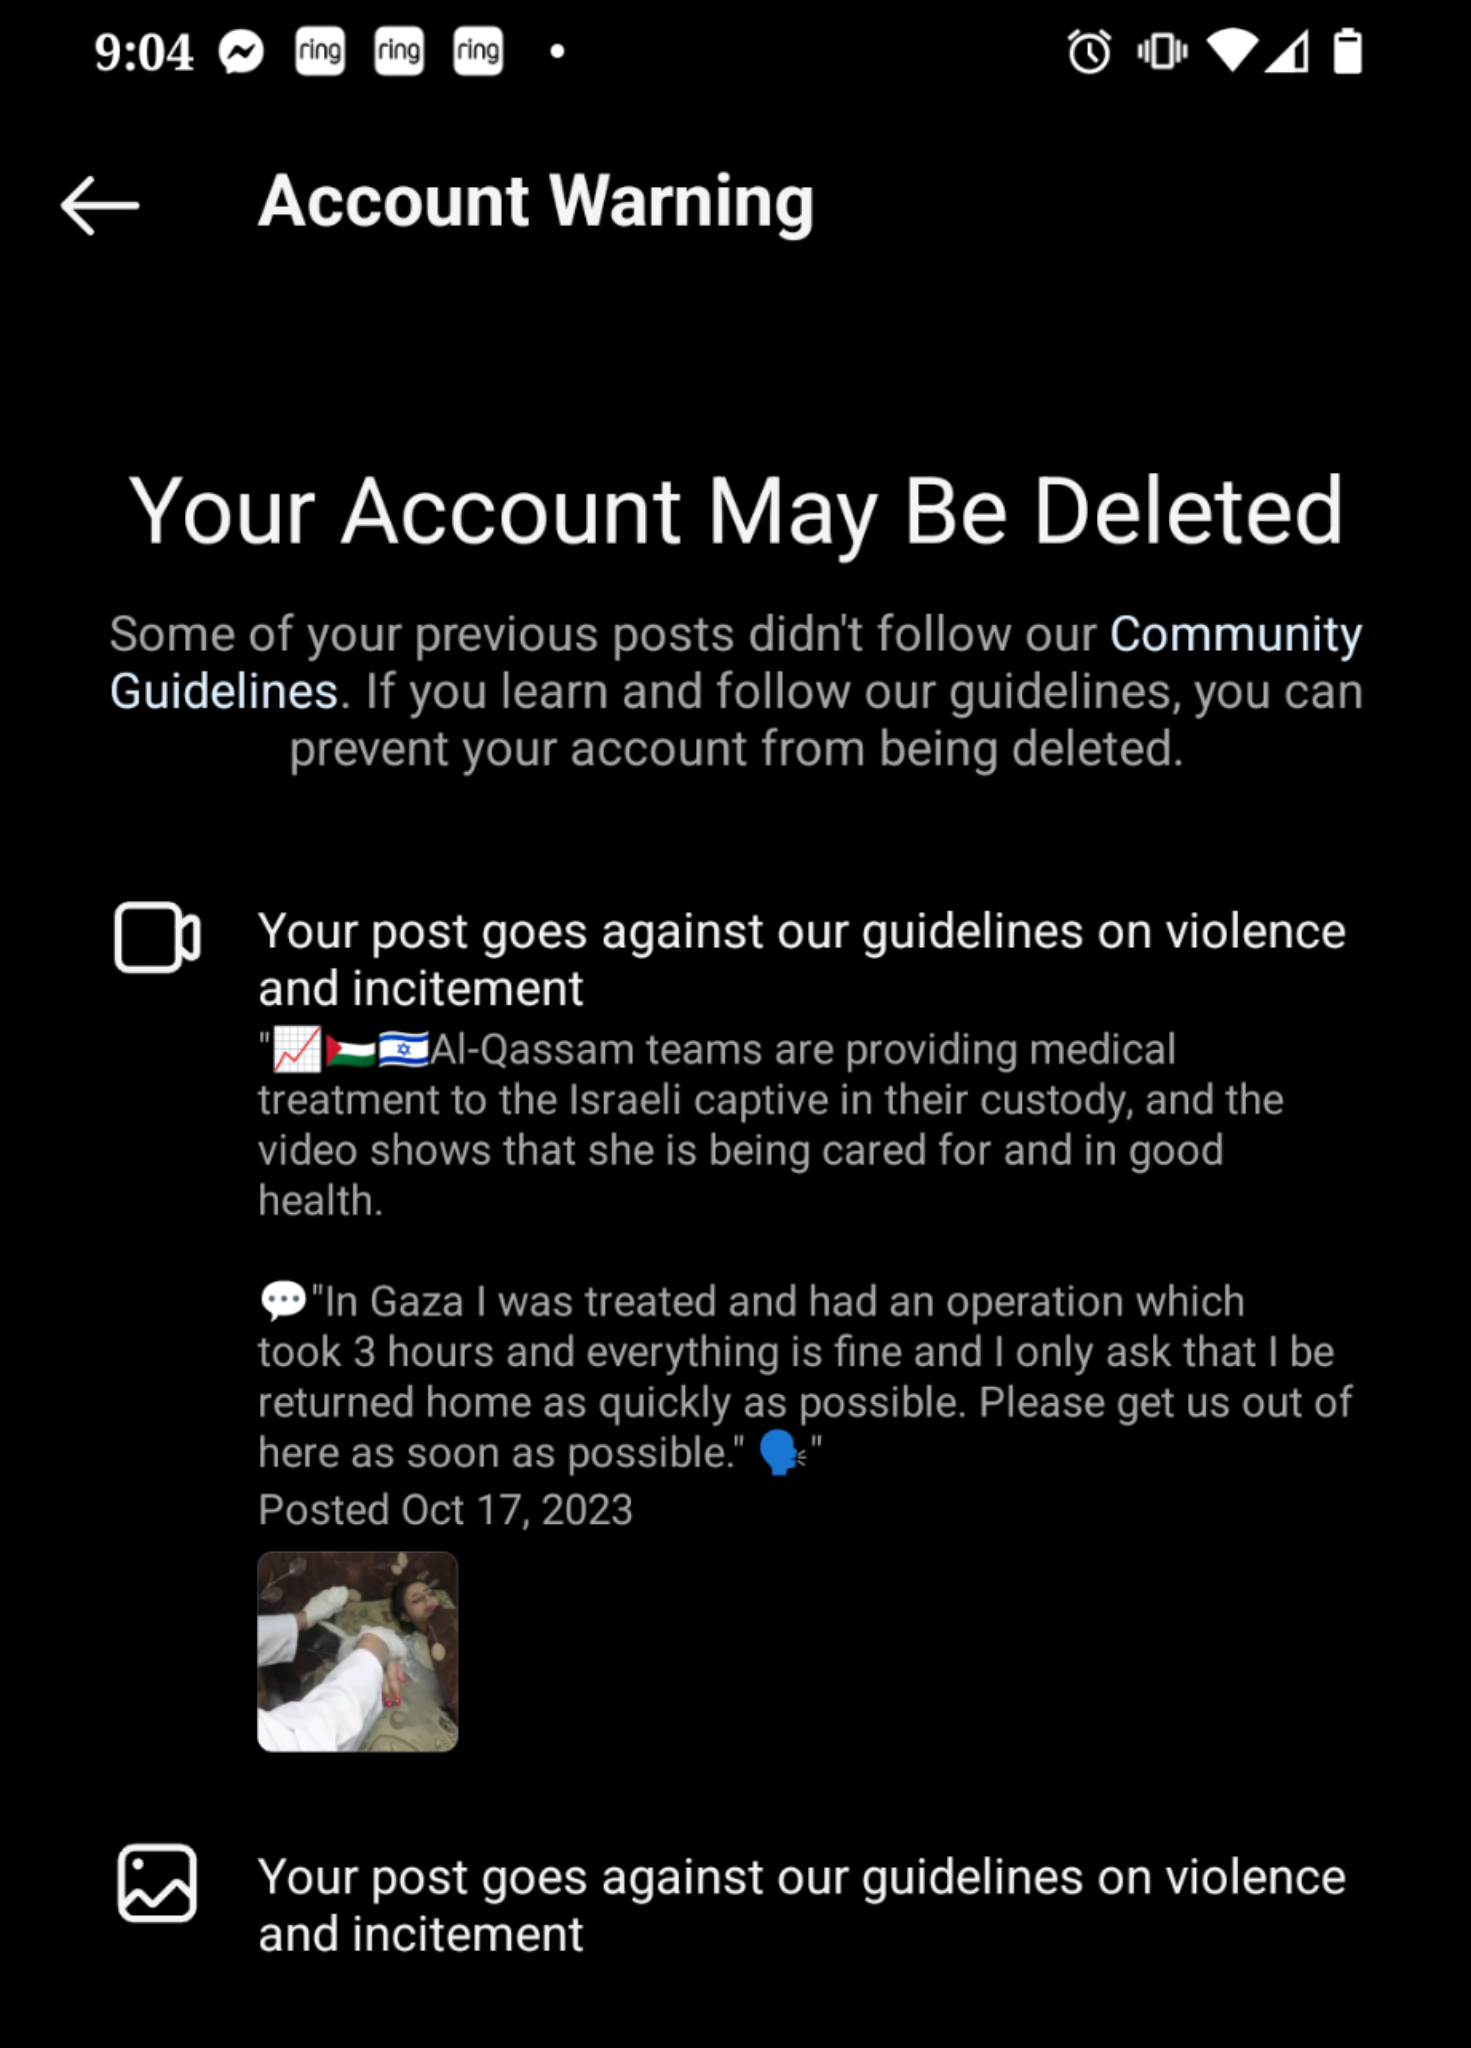 9:04 ring ring ring
Account Warning
Your Account May Be Deleted
Some of your previous posts didn't follow our Community
Guidelines. If you learn and follow our guidelines, you can
prevent your account from being deleted.
Your post goes against our guidelines on violence
and incitement
"📈🇵🇸🇮🇱Al-Qassam teams are providing medical
treatment to the Israeli captive in their custody, and the
video shows that she is being cared for and in good
health.
💬"In Gaza I was treated and had an operation which
took 3 hours and everything is fine and I only ask that I be
returned home as quickly as possible. Please get us out of
here as soon as possible." 🗣️"
Posted Oct 17, 2023
Your post goes against our guidelines on violence
and incitement